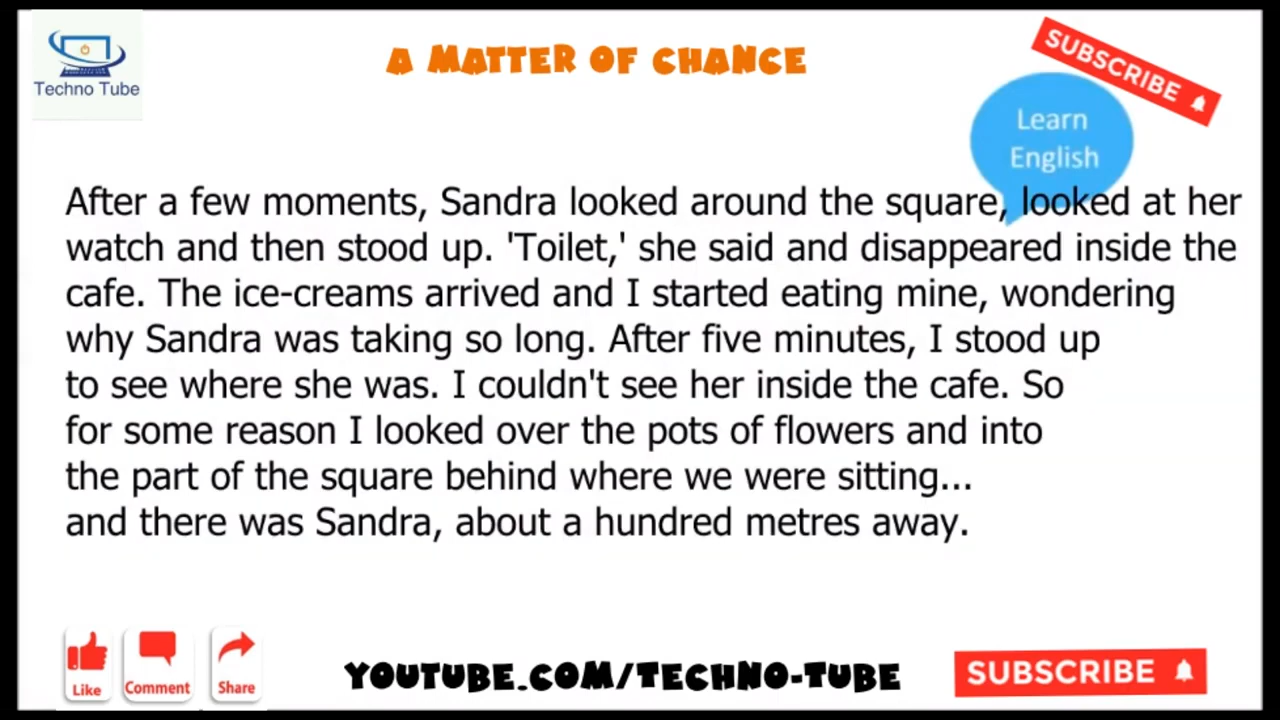 A MATTER OF CHANCE
SUBSCRIBE
Techno Tube
Learn
English
After a few moments, Sandra looked around the square, looked at her
watch and then stood up. 'Toilet,' she said and disappeared inside the
cafe. The ice-creams arrived and I started eating mine, wondering
why Sandra was taking so long. After five minutes, I stood up
to see where she was. I couldn't see her inside the cafe. So
for some reason I looked over the pots of flowers and into
the part of the square behind where we were sitting...
and there was Sandra, about a hundred metres away.
Like
Comment
Share
YOUTUBE.COM/TECHNO-TUBE
SUBSCRIBE